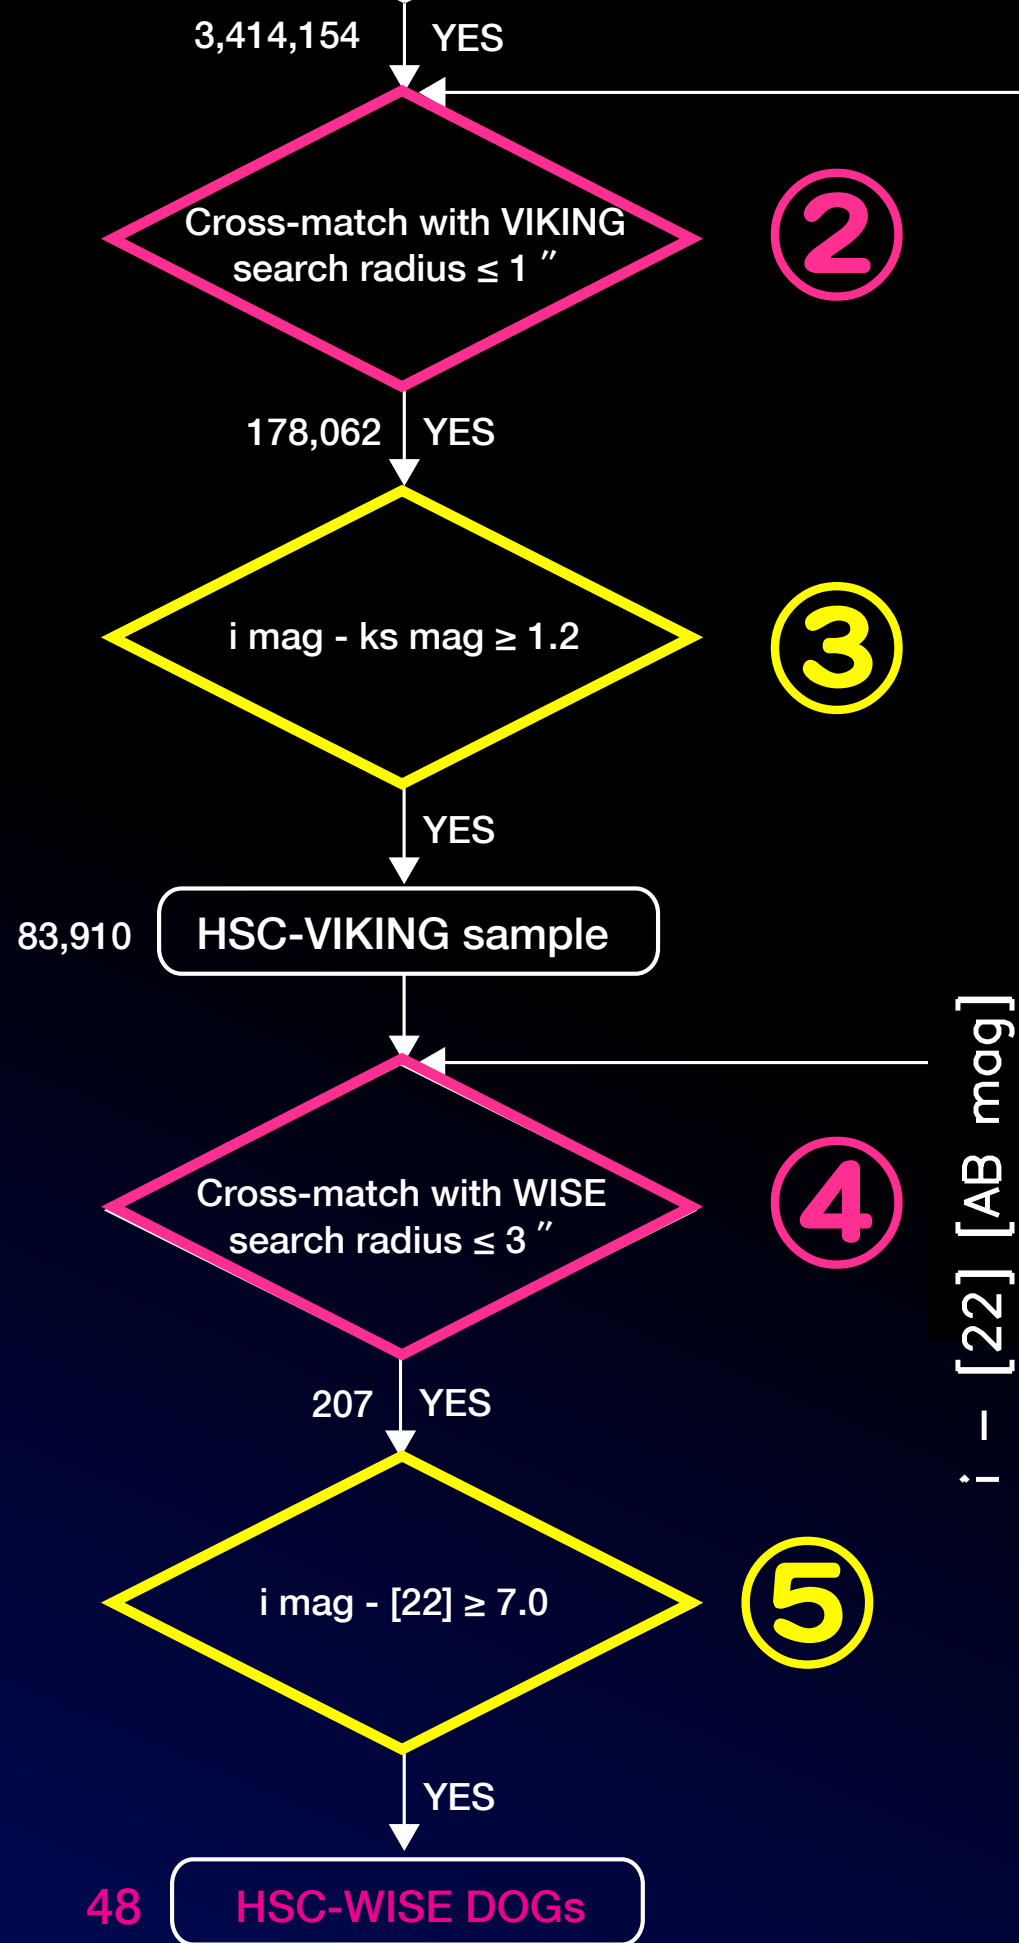 3,414,154 YES
Cross-match with VIKING
search radius ≤ 1 ″
②
178,062 YES
i mag - ks mag ≥ 1.2
③
YES
83,910 HSC-VIKING sample
Cross-match with WISE
search radius ≤ 3 ″
④
i - [22] [AB mag]
207 YES
i mag - [22] ≥ 7.0
⑤
YES
48 HSC-WISE DOGs